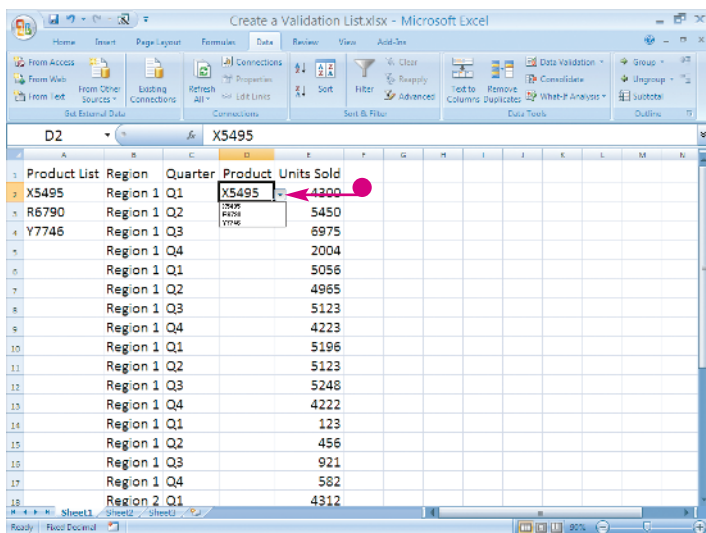 Create a Validation List.xlsx - Microsoft Excel
Home Insert Page Layout Formulas Data Review View Add-Ins
From Access
From Web
From Text
From Other Sources
Existing Connections
Get External Data
Refresh All
Connections
Properties
Edit Links
Connections
Sort
Filter
Clear
Reapply
Advanced
Sort & Filter
Text to Columns
Remove Duplicates
Data Validation
Consolidate
What-If Analysis
Data Tools
Group
Ungroup
Subtotal
Outline
D2 fx X5495
A B C D E F G H I J K L M N
1 Product List Region Quarter Product Units Sold
2 X5495 Region 1 Q1 X5495 4300
3 R6790 Region 1 Q2 5450
4 Y7746 Region 1 Q3 6975
X5495
R6790
Y7746
5 Region 1 Q4 2004
6 Region 1 Q1 5056
7 Region 1 Q2 4965
8 Region 1 Q3 5123
9 Region 1 Q4 4223
10 Region 1 Q1 5196
11 Region 1 Q2 5123
12 Region 1 Q3 5248
13 Region 1 Q4 4222
14 Region 1 Q1 123
15 Region 1 Q2 456
16 Region 1 Q3 921
17 Region 1 Q4 582
18 Region 2 Q1 4312
Sheet1 Sheet2 Sheet3
Ready Fixed Decimal